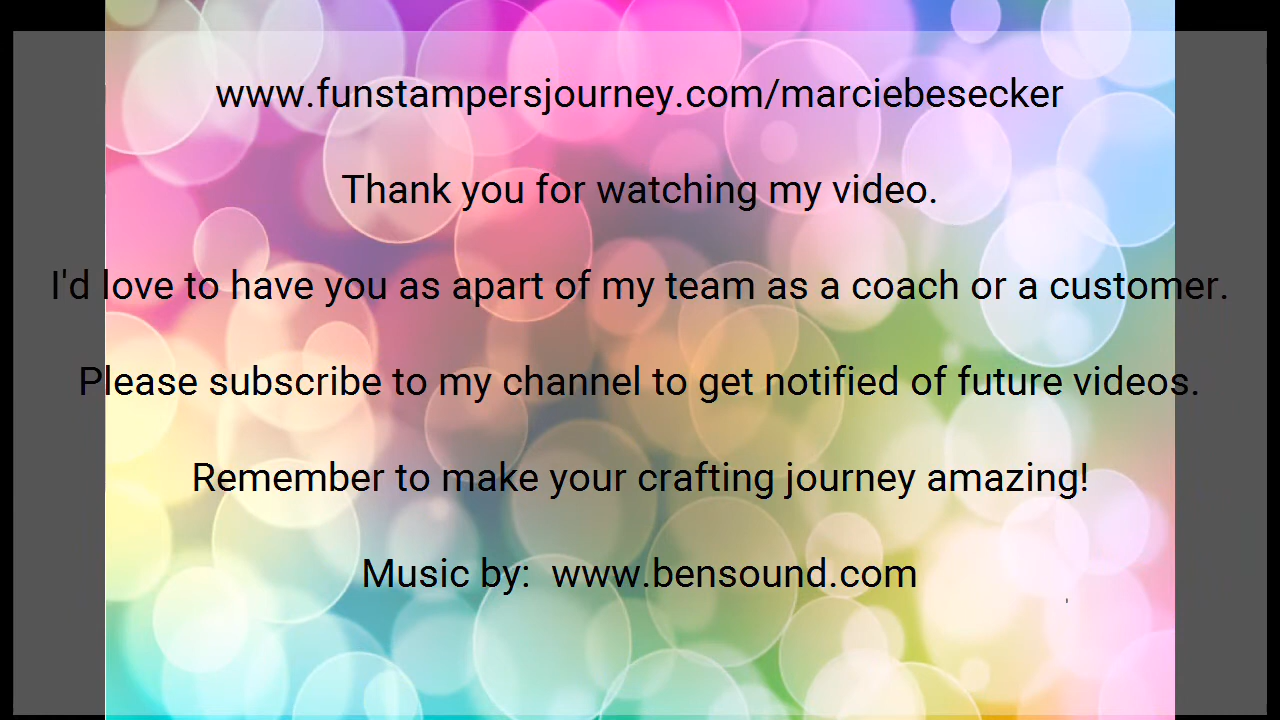 www.funstampersjourney.com/marciebesecker
Thank you for watching my video.
I'd love to have you as apart of my team as a coach or a customer.
Please subscribe to my channel to get notified of future videos.
Remember to make your crafting journey amazing!
Music by:  www.bensound.com